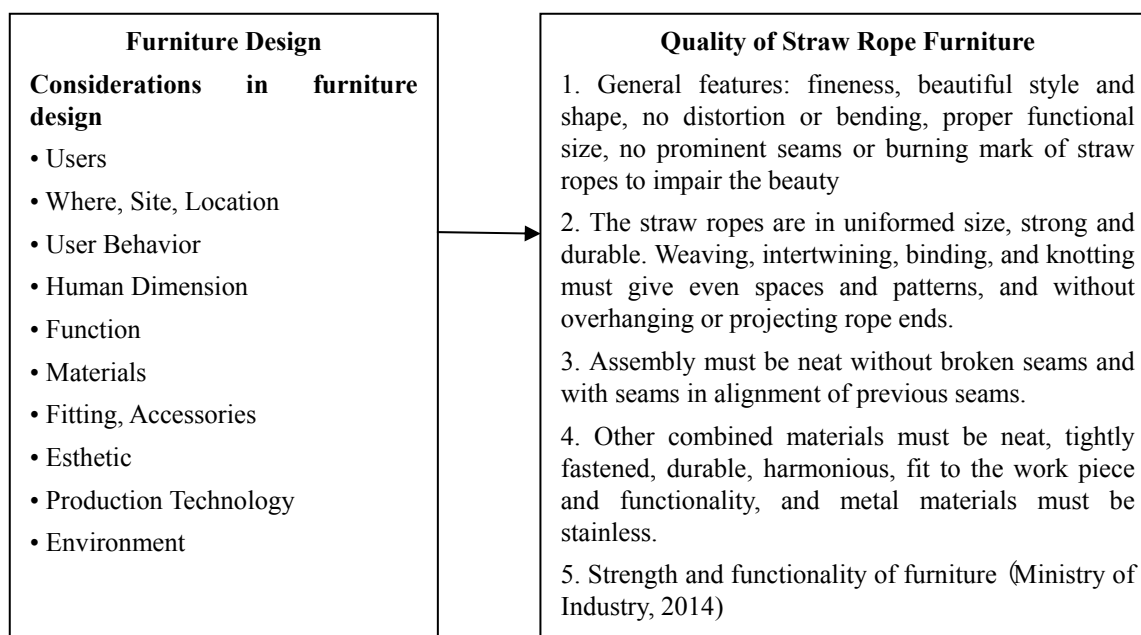 Furniture Design
Considerations in furniture
design
• Users
• Where, Site, Location
• User Behavior
• Human Dimension
• Function
• Materials
• Fitting, Accessories
• Esthetic
• Production Technology
• Environment
Quality of Straw Rope Furniture
1. General features: fineness, beautiful style and
shape, no distortion or bending, proper functional
size, no prominent seams or burning mark of straw
ropes to impair the beauty
2. The straw ropes are in uniformed size, strong and
durable. Weaving, intertwining, binding, and knotting
must give even spaces and patterns, and without
overhanging or projecting rope ends.
3. Assembly must be neat without broken seams and
with seams in alignment of previous seams.
4. Other combined materials must be neat, tightly
fastened, durable, harmonious, fit to the work piece
and functionality, and metal materials must be
stainless.
5. Strength and functionality of furniture (Ministry of
Industry, 2014)